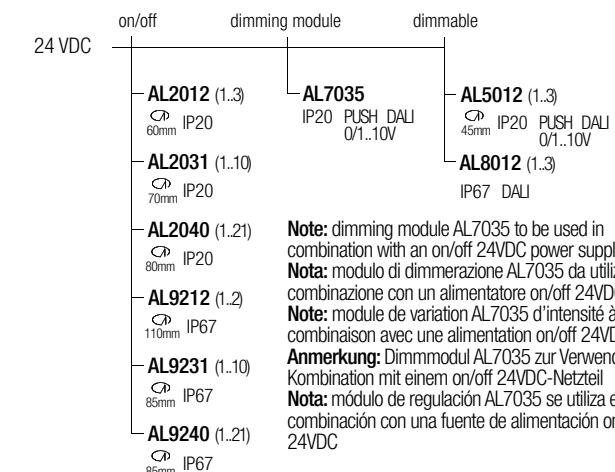 on/off dimming module dimmable
24 VDC
AL2012 (1..3)
60mm IP20
AL2031 (1..10)
70mm IP20
AL2040 (1..21)
80mm IP20
AL9212 (1..2)
110mm IP67
AL9231 (1..10)
85mm IP67
AL9240 (1..21)
85mm IP67
AL7035
IP20 PUSH DALI
0/1..10V
AL5012 (1..3)
45mm IP20 PUSH DALI
0/1..10V
AL8012 (1..3)
IP67 DALI
Note: dimming module AL7035 to be used in
combination with an on/off 24VDC power suppl
Nota: modulo di dimmerazione AL7035 da utiliz
combinazione con un alimentatore on/off 24VD
Note: module de variation AL7035 d'intensité à
combinaison avec une alimentation on/off 24VD
Anmerkung: Dimmmodul AL7035 zur Verwend
Kombination mit einem on/off 24VDC-Netzteil
Nota: módulo de regulación AL7035 se utiliza e
combinación con una fuente de alimentación o
24VDC